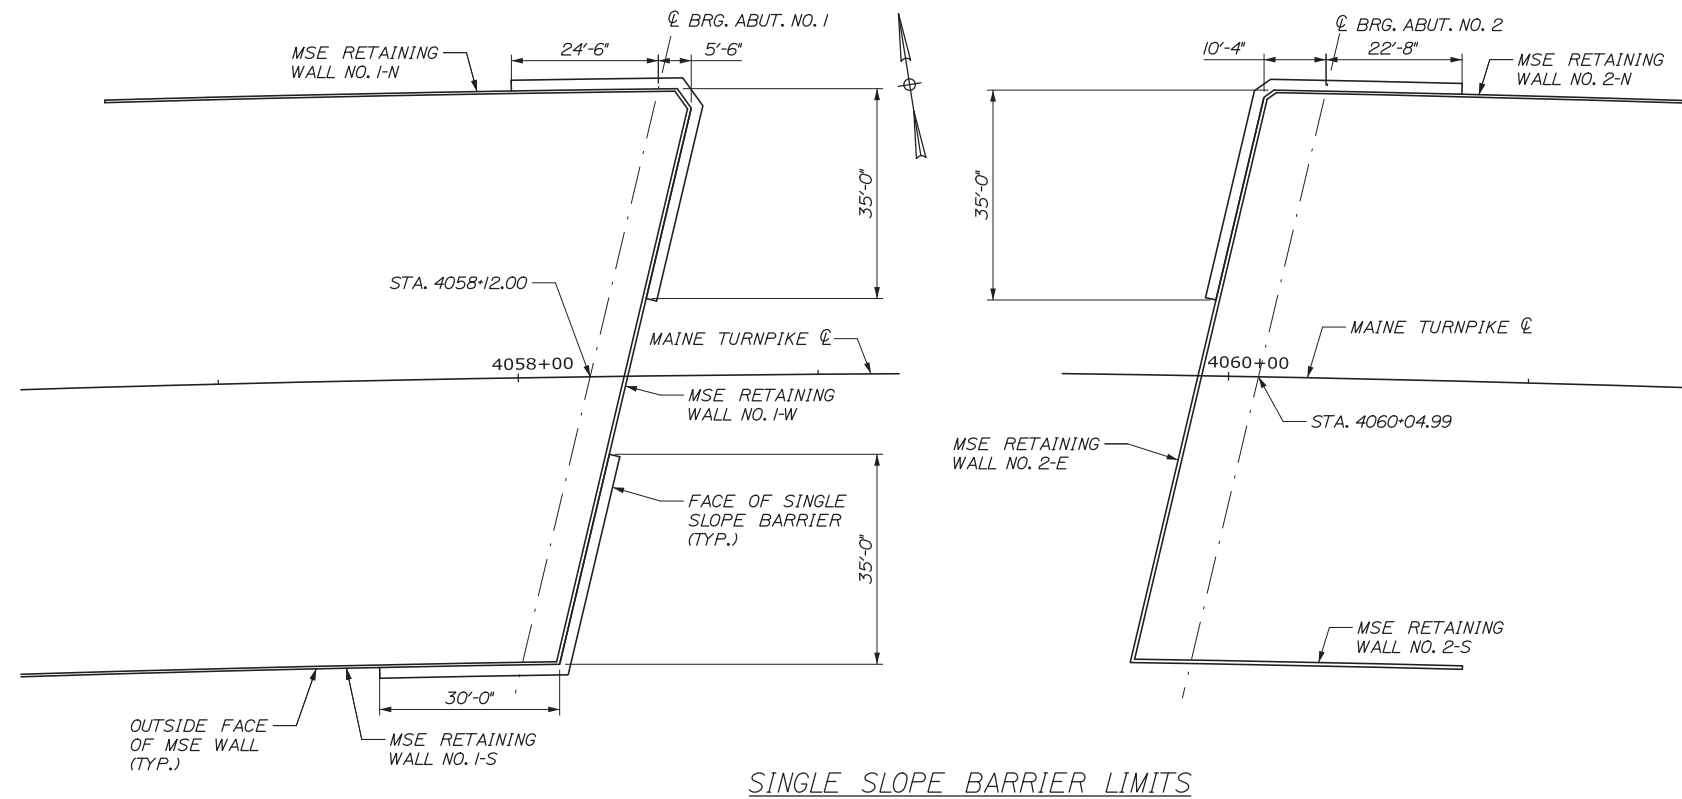 ℄ BRG. ABUT. NO. 1
℄ BRG. ABUT. NO. 2
MSE RETAINING
WALL NO. 1-N
24'-6"
5'-6"
10'-4"
22'-8"
MSE RETAINING
WALL NO. 2-N
35'-0"
35'-0"
STA. 4058+12.00
MAINE TURNPIKE ℄
MAINE TURNPIKE ℄
4058+00
4060+00
MSE RETAINING
WALL NO. 1-W
STA. 4060+04.99
MSE RETAINING
WALL NO. 2-E
FACE OF SINGLE
SLOPE BARRIER
(TYP.)
35'-0"
MSE RETAINING
WALL NO. 2-S
30'-0"
OUTSIDE FACE
OF MSE WALL
(TYP.)
MSE RETAINING
WALL NO. 1-S
SINGLE SLOPE BARRIER LIMITS